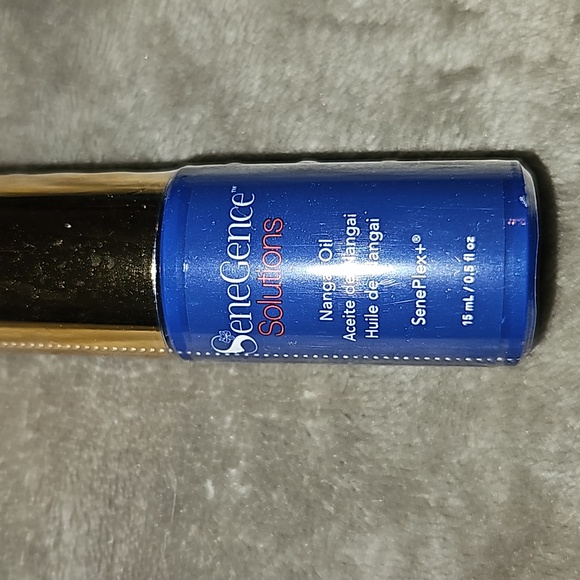 SeneGence™
Solutions
Nangai Oil
Aceite de Nangai
Huile de Nangai
SenePlex+®
15 mL / 0.5 fl oz